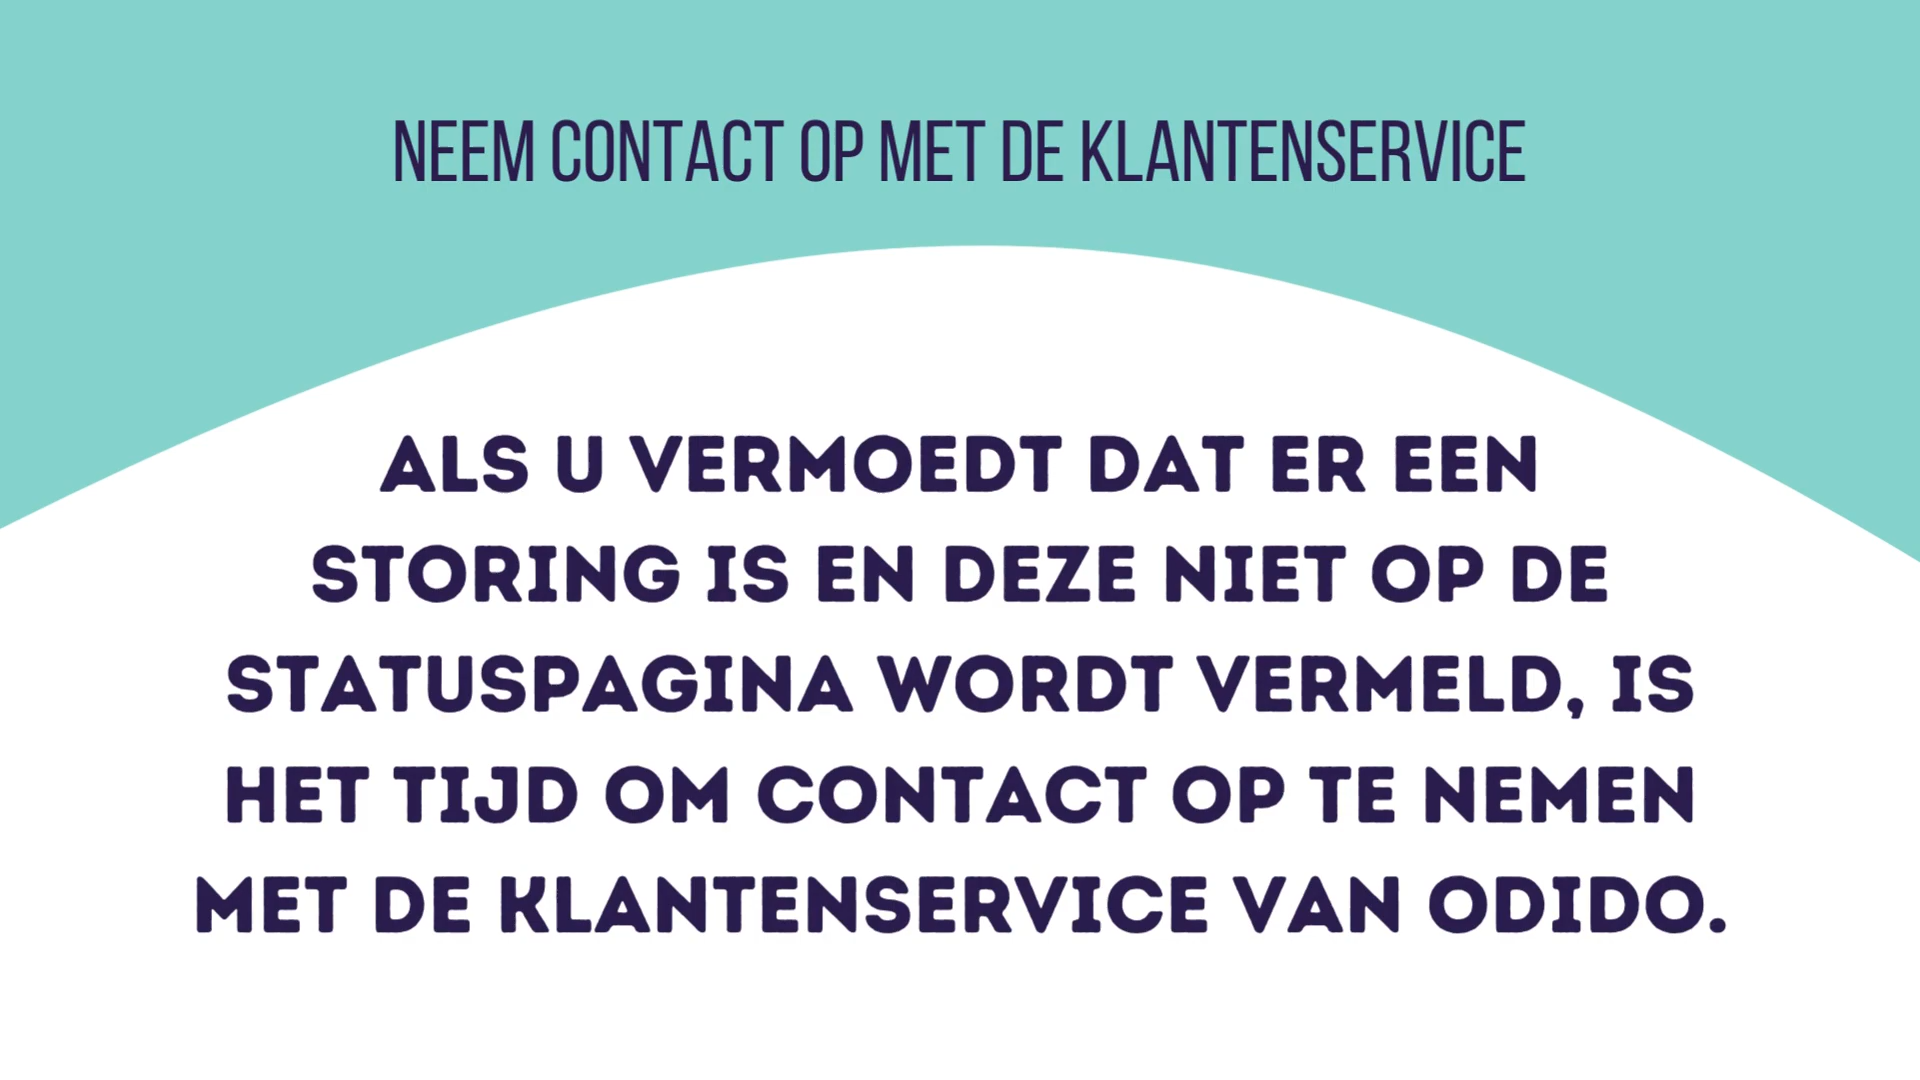 NEEM CONTACT OP MET DE KLANTENSERVICE
ALS U VERMOEDT DAT ER EEN
STORING IS EN DEZE NIET OP DE
STATUSPAGINA WORDT VERMELD, IS
HET TIJD OM CONTACT OP TE NEMEN
MET DE KLANTENSERVICE VAN ODIDO.